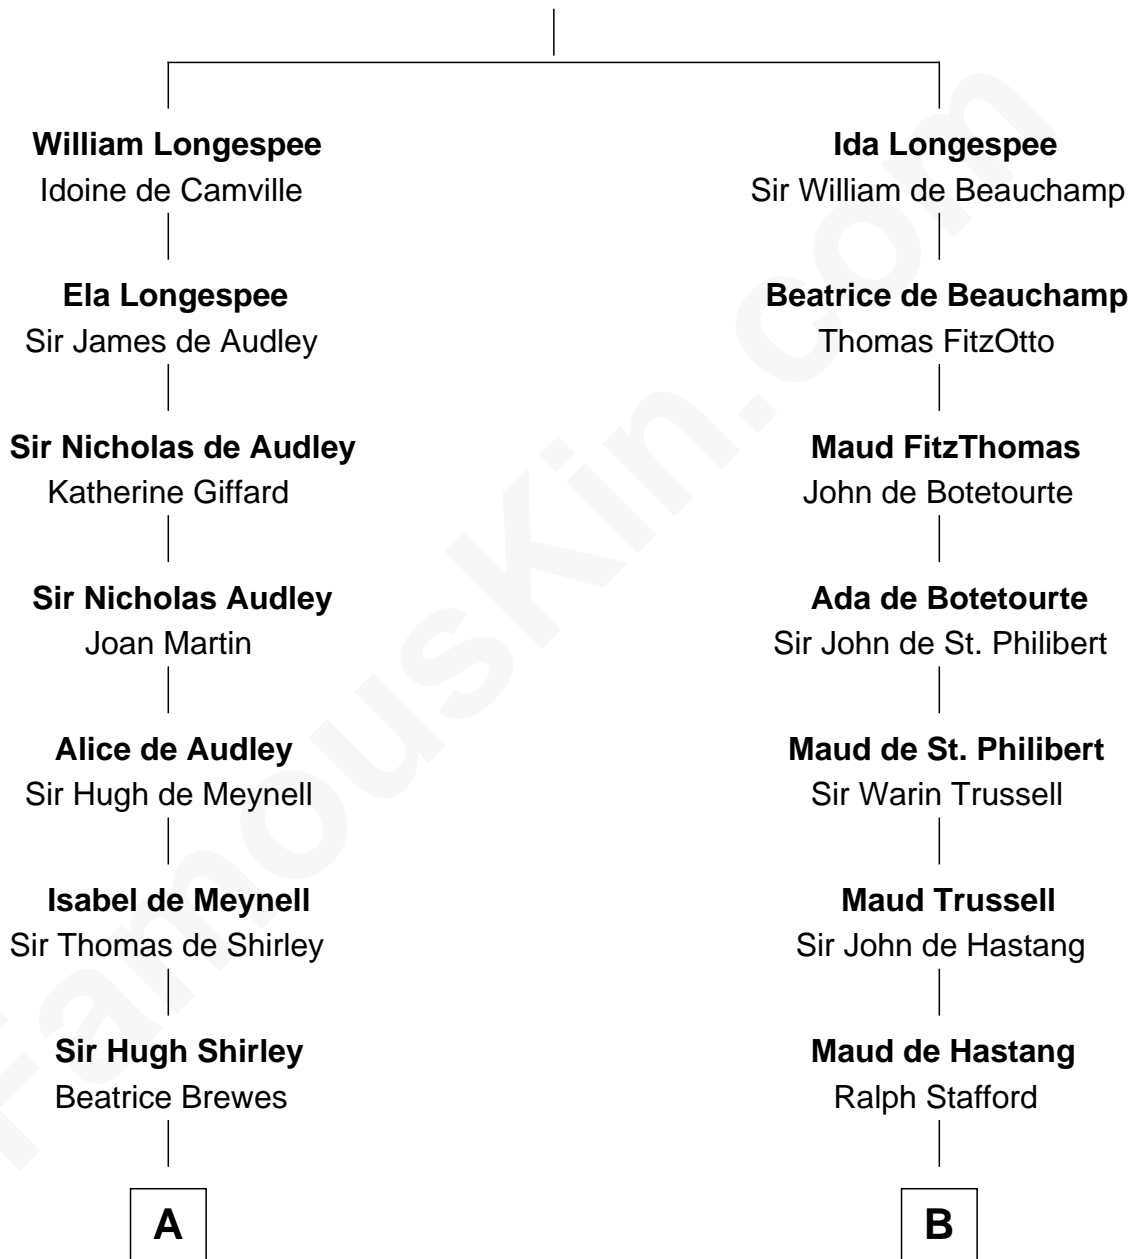 William Longespee
Idoine de Camville
Ela Longespee
Sir James de Audley
Sir Nicholas de Audley
Katherine Giffard
Sir Nicholas Audley
Joan Martin
Alice de Audley
Sir Hugh de Meynell
Isabel de Meynell
Sir Thomas de Shirley
Sir Hugh Shirley
Beatrice Brewes
A
Ida Longespee
Sir William de Beauchamp
Beatrice de Beauchamp
Thomas FitzOtto
Maud FitzThomas
John de Botetourte
Ada de Botetourte
Sir John de St. Philibert
Maud de St. Philibert
Sir Warin Trussell
Maud Trussell
Sir John de Hastang
Maud de Hastang
Ralph Stafford
B
FamousKin.com